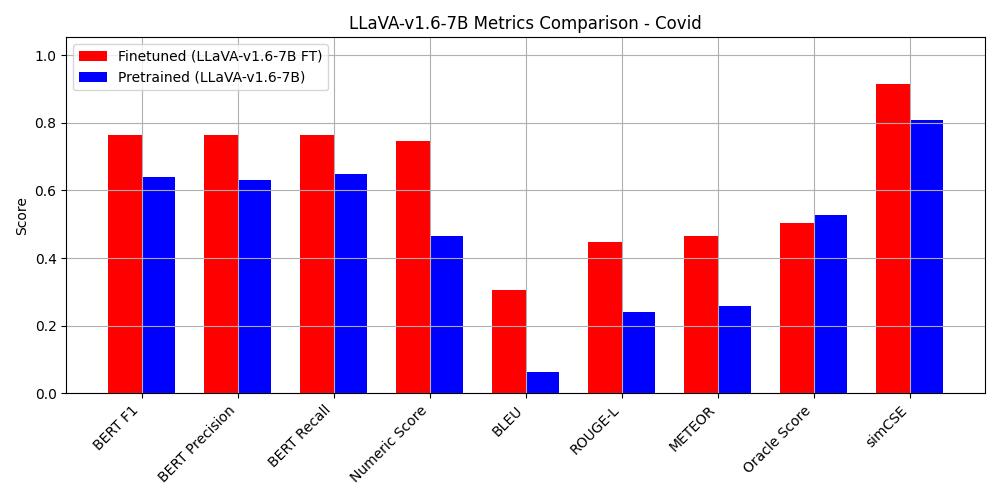 LLaVA-v1.6-7B Metrics Comparison - Covid
Finetuned (LLaVA-v1.6-7B FT)
Pretrained (LLaVA-v1.6-7B)
Score
1.0
0.8
0.6
0.4
0.2
0.0
BERT F1
BERT Precision
BERT Recall
Numeric Score
BLEU
ROUGE-L
METEOR
Oracle Score
simCSE